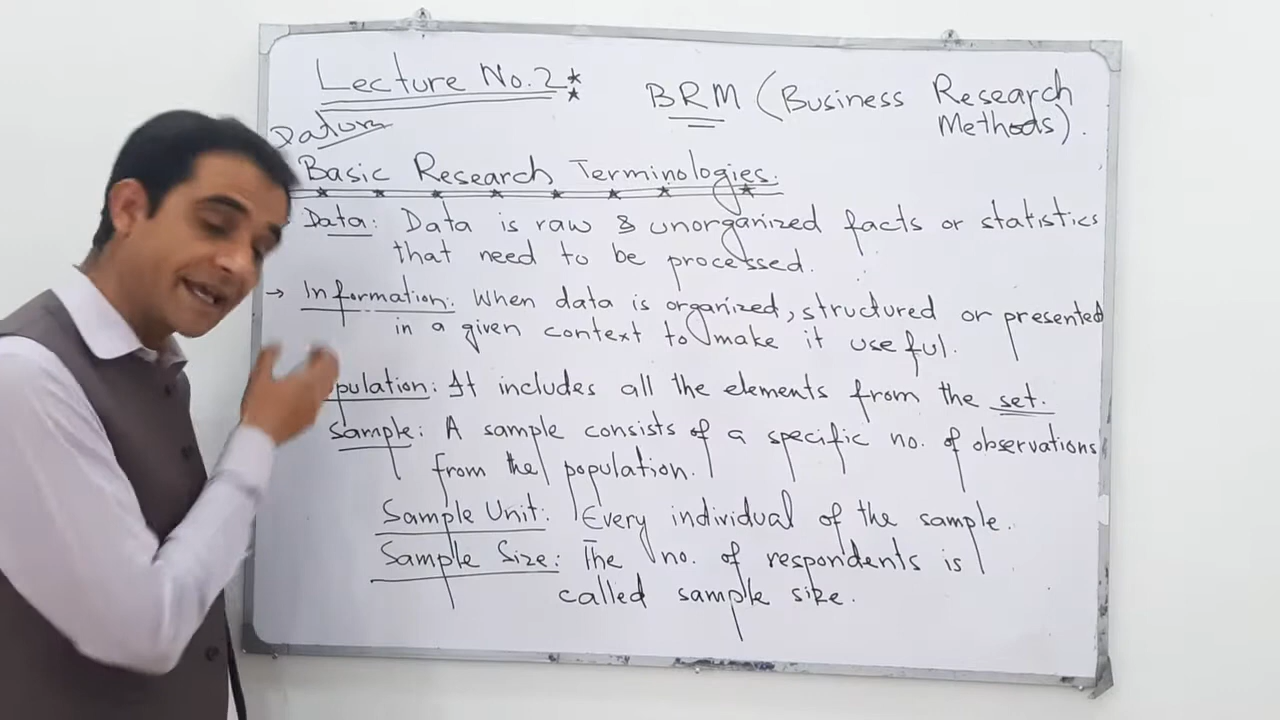 Lecture No.2
BRM (Business Research
Methods).
Datum
Basic Research Terminologies.
Data: Data is raw & unorganized facts or statistics
that need to be processed.
→ Information: When data is organized, structured or presented
in a given context to make it useful.
pulation: It includes all the elements from the set.
Sample: A sample consists of a specific no. of observations
from the population.
Sample Unit: Every individual of the sample.
Sample Size: The no. of respondents is
called sample size.